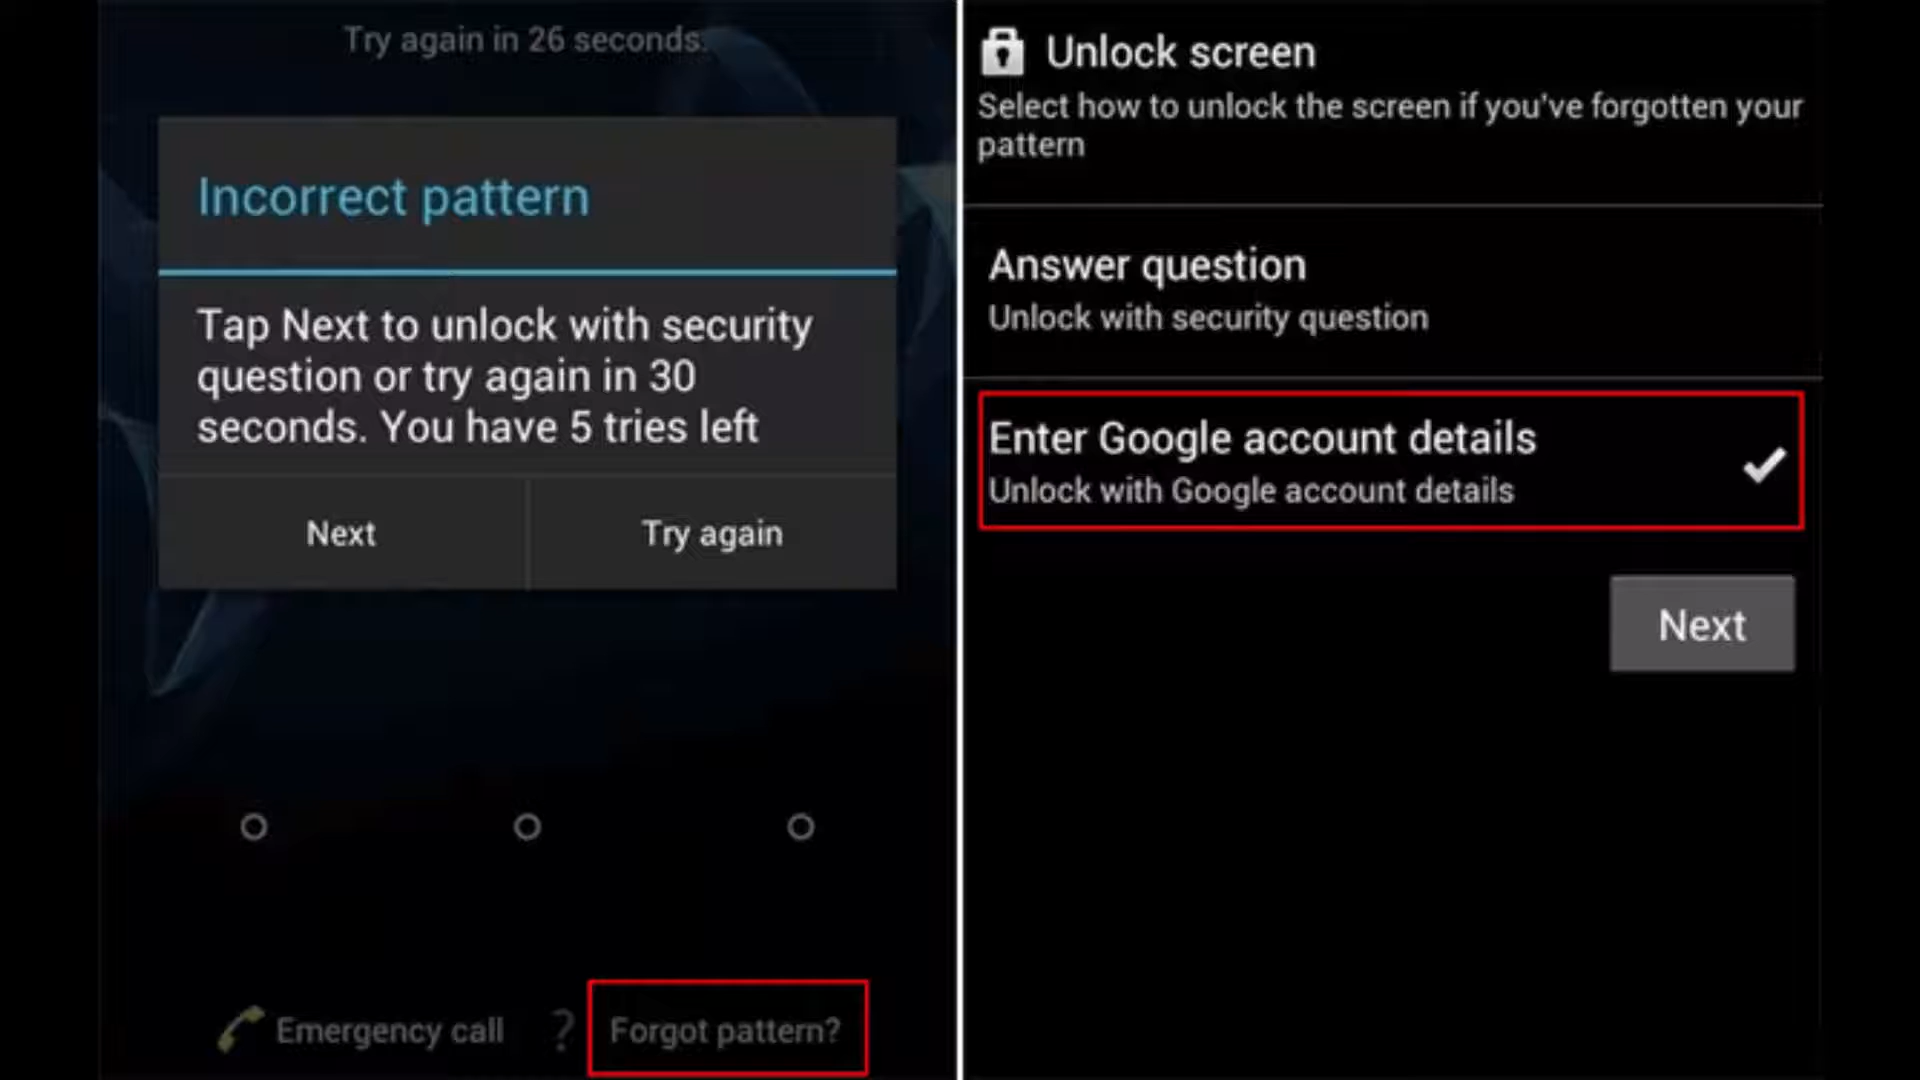 Try again in 26 seconds.
Incorrect pattern
Tap Next to unlock with security
question or try again in 30
seconds. You have 5 tries left
Next
Try again
Emergency call
? Forgot pattern?
Unlock screen
Select how to unlock the screen if you've forgotten your
pattern
Answer question
Unlock with security question
Enter Google account details
Unlock with Google account details
Next